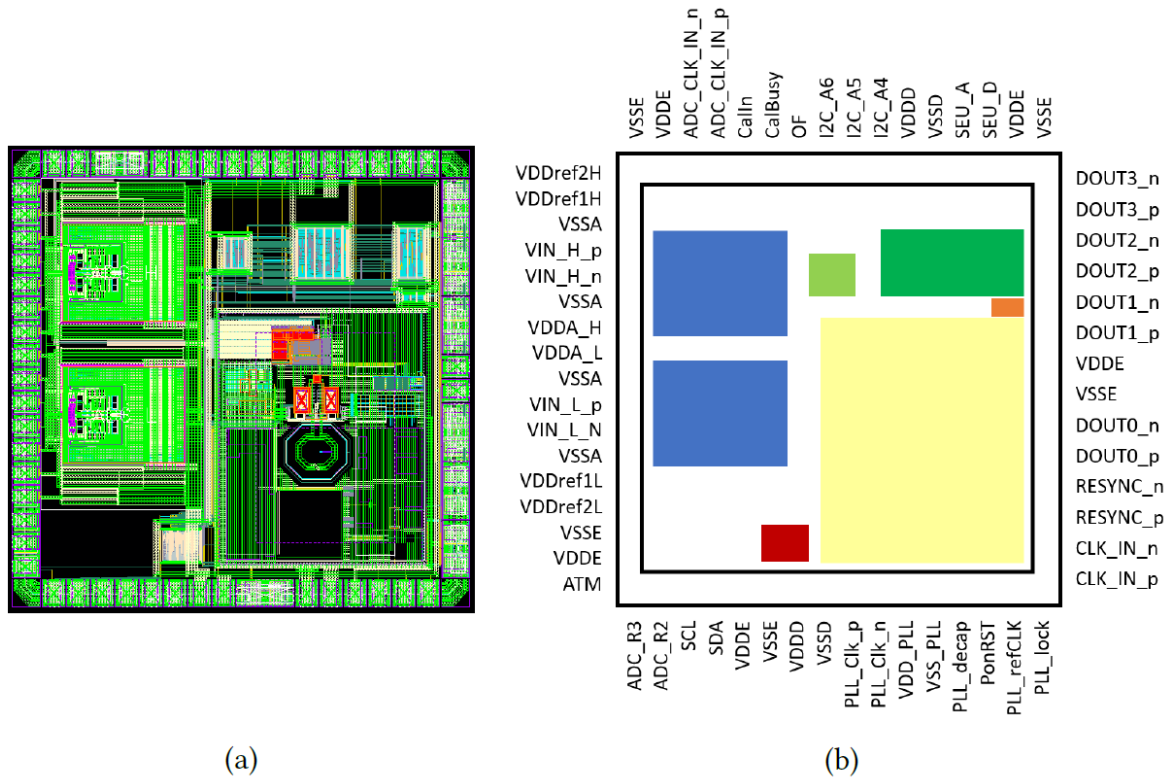 VSSE
VDDE
ADC_CLK_IN_n
ADC_CLK_IN_p
CalIn
CalBusy
OF
I2C_A6
I2C_A5
I2C_A4
VDDD
VSSD
SEU_A
SEU_D
VDDE
VSSE
VDDref2H
VDDref1H
VSSA
VIN_H_p
VIN_H_n
VSSA
VDDA_H
VDDA_L
VSSA
VIN_L_p
VIN_L_N
VSSA
VDDref1L
VDDref2L
VSSE
VDDE
ATM
DOUT3_n
DOUT3_p
DOUT2_n
DOUT2_p
DOUT1_n
DOUT1_p
VDDE
VSSE
DOUT0_n
DOUT0_p
RESYNC_n
RESYNC_p
CLK_IN_n
CLK_IN_p
ADC_R3
ADC_R2
SCL
SDA
VDDE
VSSE
VDDD
VSSD
PLL_Clk_p
PLL_Clk_n
VDD_PLL
VSS_PLL
PLL_decap
PonRST
PLL_refCLK
PLL_lock
(a)
(b)